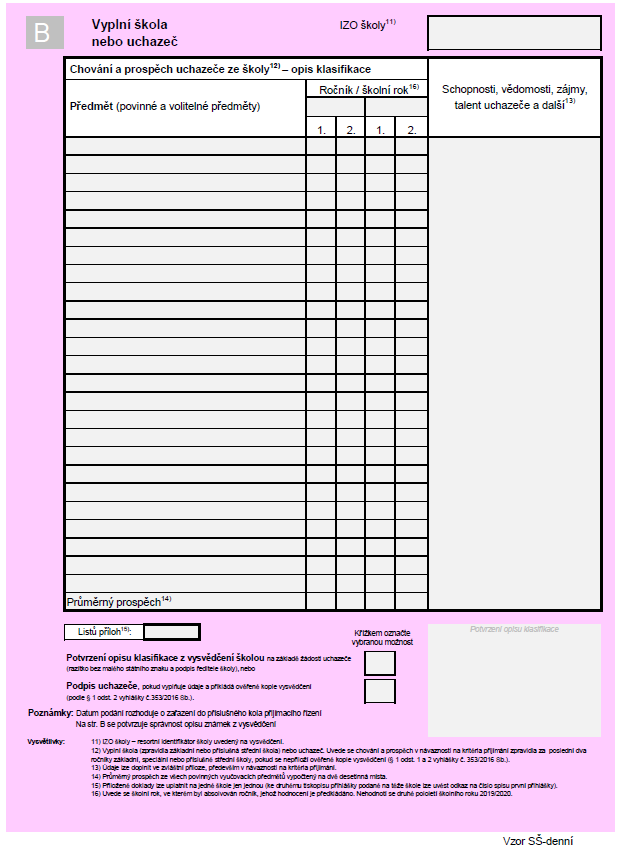 B
Vyplní škola
nebo uchazeč
IZO školy11)
Chování a prospěch uchazeče ze školy12) – opis klasifikace
Předmět (povinné a volitelné předměty)
Ročník / školní rok16)
1. 2. 1. 2.
Schopnosti, vědomosti, zájmy,
talent uchazeče a další13)
Průměrný prospěch14)
Listů příloh15):
Křížkem označte
vybranou možnost
Potvrzení opisu klasifikace
Potvrzení opisu klasifikace z vysvědčení školou na základě žádosti uchazeče
(razítko bez malého státního znaku a podpis ředitele školy), nebo
Podpis uchazeče, pokud vyplňuje údaje a přikládá ověřené kopie vysvědčení
(podle § 1 odst. 2 vyhlášky č.353/2016 Sb.).
Poznámky: Datum podání rozhoduje o zařazení do příslušného kola přijímacího řízení
Na str. B se potvrzuje správnost opisu známek z vysvědčení
Vysvětlivky: 11) IZO školy – resortní identifikátor školy uvedený na vysvědčení.
12) Vyplní škola (zpravidla základní nebo příslušná střední škola) nebo uchazeč. Uvede se chování a prospěch v návaznosti na kritéria přijímání zpravidla za poslední dva
ročníky základní, speciální nebo příslušné střední školy, pokud se nepřiloží ověřené kopie vysvědčení (§ 1 odst. 1 a 2 vyhlášky č. 353/2016 Sb.).
13) Údaje lze doplnit ve zvláštní příloze, především v návaznosti na kritéria přijímání.
14) Průměrný prospěch ze všech povinných vyučovacích předmětů vypočtený na dvě desetinná místa.
15) Přiložené doklady lze uplatnit na jedné škole jen jednou (ke druhému tiskopisu přihlášky podané na téže škole lze uvést odkaz na číslo spisu první přihlášky).
16) Uvede se školní rok, ve kterém byl absolvován ročník, jehož hodnocení je předkládáno. Nehodnotí se druhé pololetí školního roku 2019/2020.
Vzor SŠ-denní